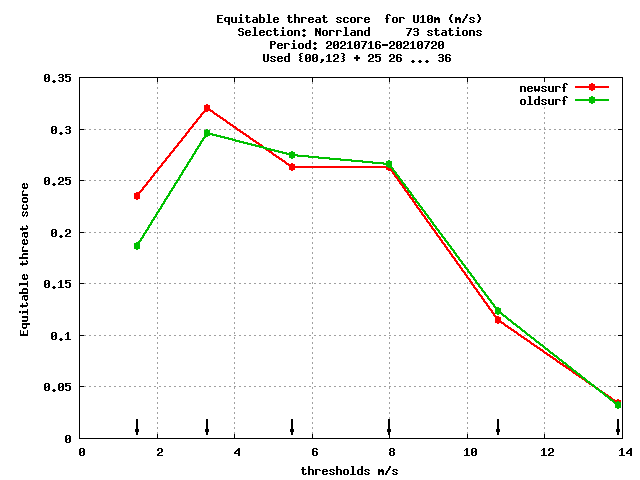 Equitable threat score  for U10m (m/s)
Selection: Norrland     73 stations
Period: 20210716-20210720
Used {00,12} + 25 26 ... 36
newsurf
oldsurf
0.35
0.3
0.25
0.2
0.15
0.1
0.05
0
Equitable threat score
0 2 4 6 8 10 12 14
thresholds m/s